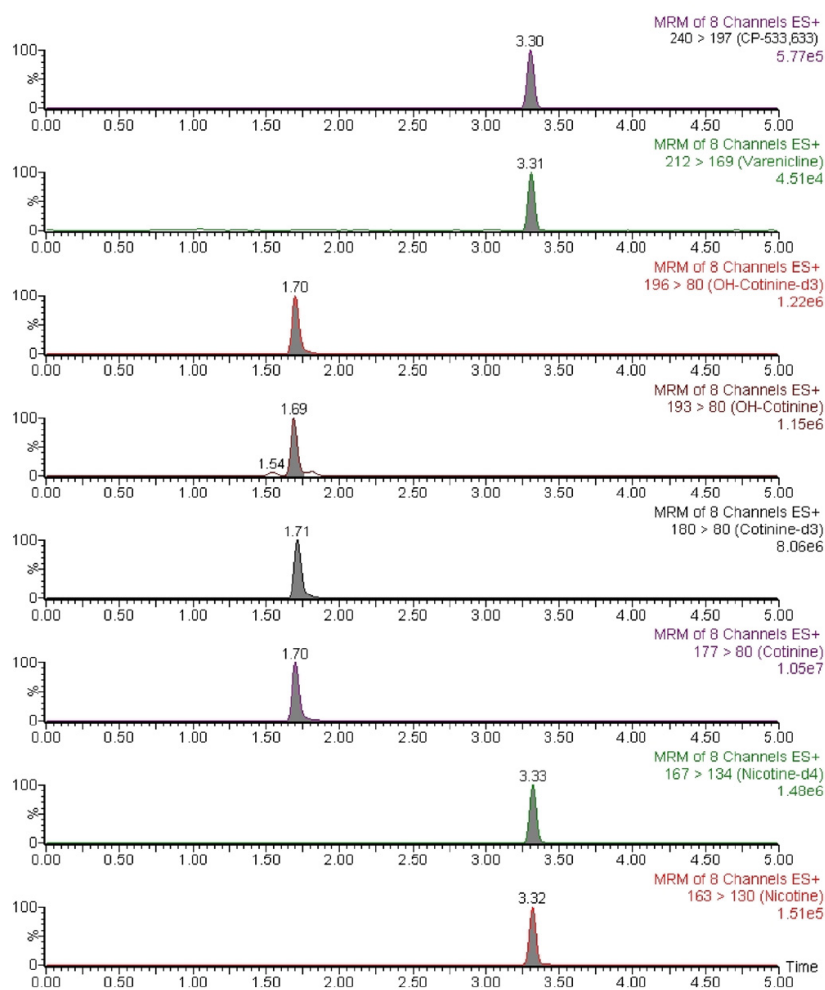 MRM of 8 Channels ES+
240 > 197 (CP-533,633)
5.77e5
3.30
100
%
0
0.00 0.50 1.00 1.50 2.00 2.50 3.00 3.50 4.00 4.50 5.00
MRM of 8 Channels ES+
212 > 169 (Varenicline)
4.51e4
3.31
100
%
0
0.00 0.50 1.00 1.50 2.00 2.50 3.00 3.50 4.00 4.50 5.00
MRM of 8 Channels ES+
196 > 80 (OH-Cotinine-d3)
1.22e6
1.70
100
%
0
0.00 0.50 1.00 1.50 2.00 2.50 3.00 3.50 4.00 4.50 5.00
MRM of 8 Channels ES+
193 > 80 (OH-Cotinine)
1.15e6
1.69
100
%
1.54
0
0.00 0.50 1.00 1.50 2.00 2.50 3.00 3.50 4.00 4.50 5.00
MRM of 8 Channels ES+
180 > 80 (Cotinine-d3)
8.06e6
1.71
100
%
0
0.00 0.50 1.00 1.50 2.00 2.50 3.00 3.50 4.00 4.50 5.00
MRM of 8 Channels ES+
177 > 80 (Cotinine)
1.05e7
1.70
100
%
0
0.00 0.50 1.00 1.50 2.00 2.50 3.00 3.50 4.00 4.50 5.00
MRM of 8 Channels ES+
167 > 134 (Nicotine-d4)
1.48e6
3.33
100
%
0
0.00 0.50 1.00 1.50 2.00 2.50 3.00 3.50 4.00 4.50 5.00
MRM of 8 Channels ES+
163 > 130 (Nicotine)
1.51e5
3.32
100
%
0
Time
0.00 0.50 1.00 1.50 2.00 2.50 3.00 3.50 4.00 4.50 5.00